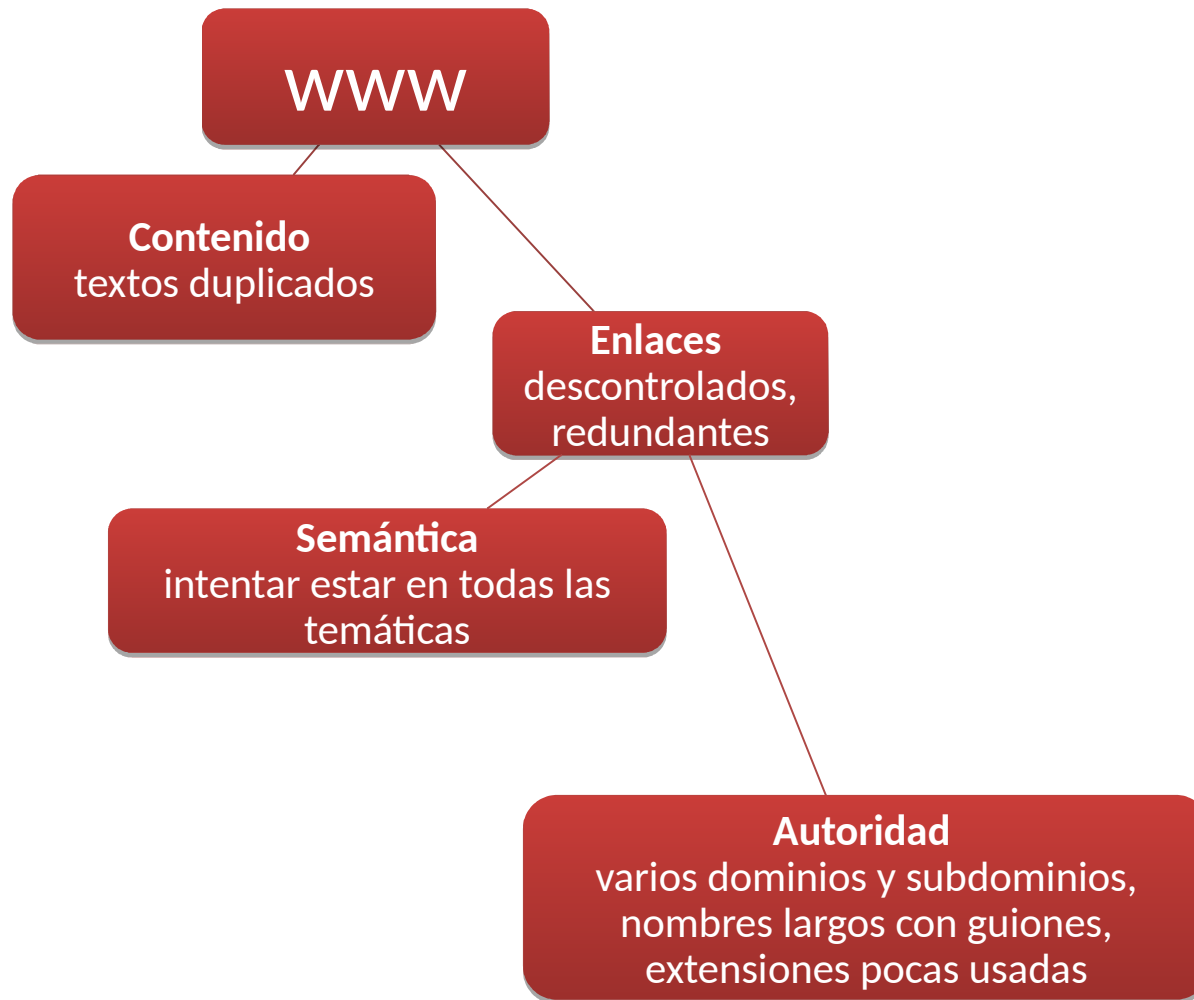 www
Contenido
textos duplicados
Enlaces
descontrolados,
redundantes
Semántica
intentar estar en todas las
temáticas
Autoridad
varios dominios y subdominios,
nombres largos con guiones,
extensiones pocas usadas